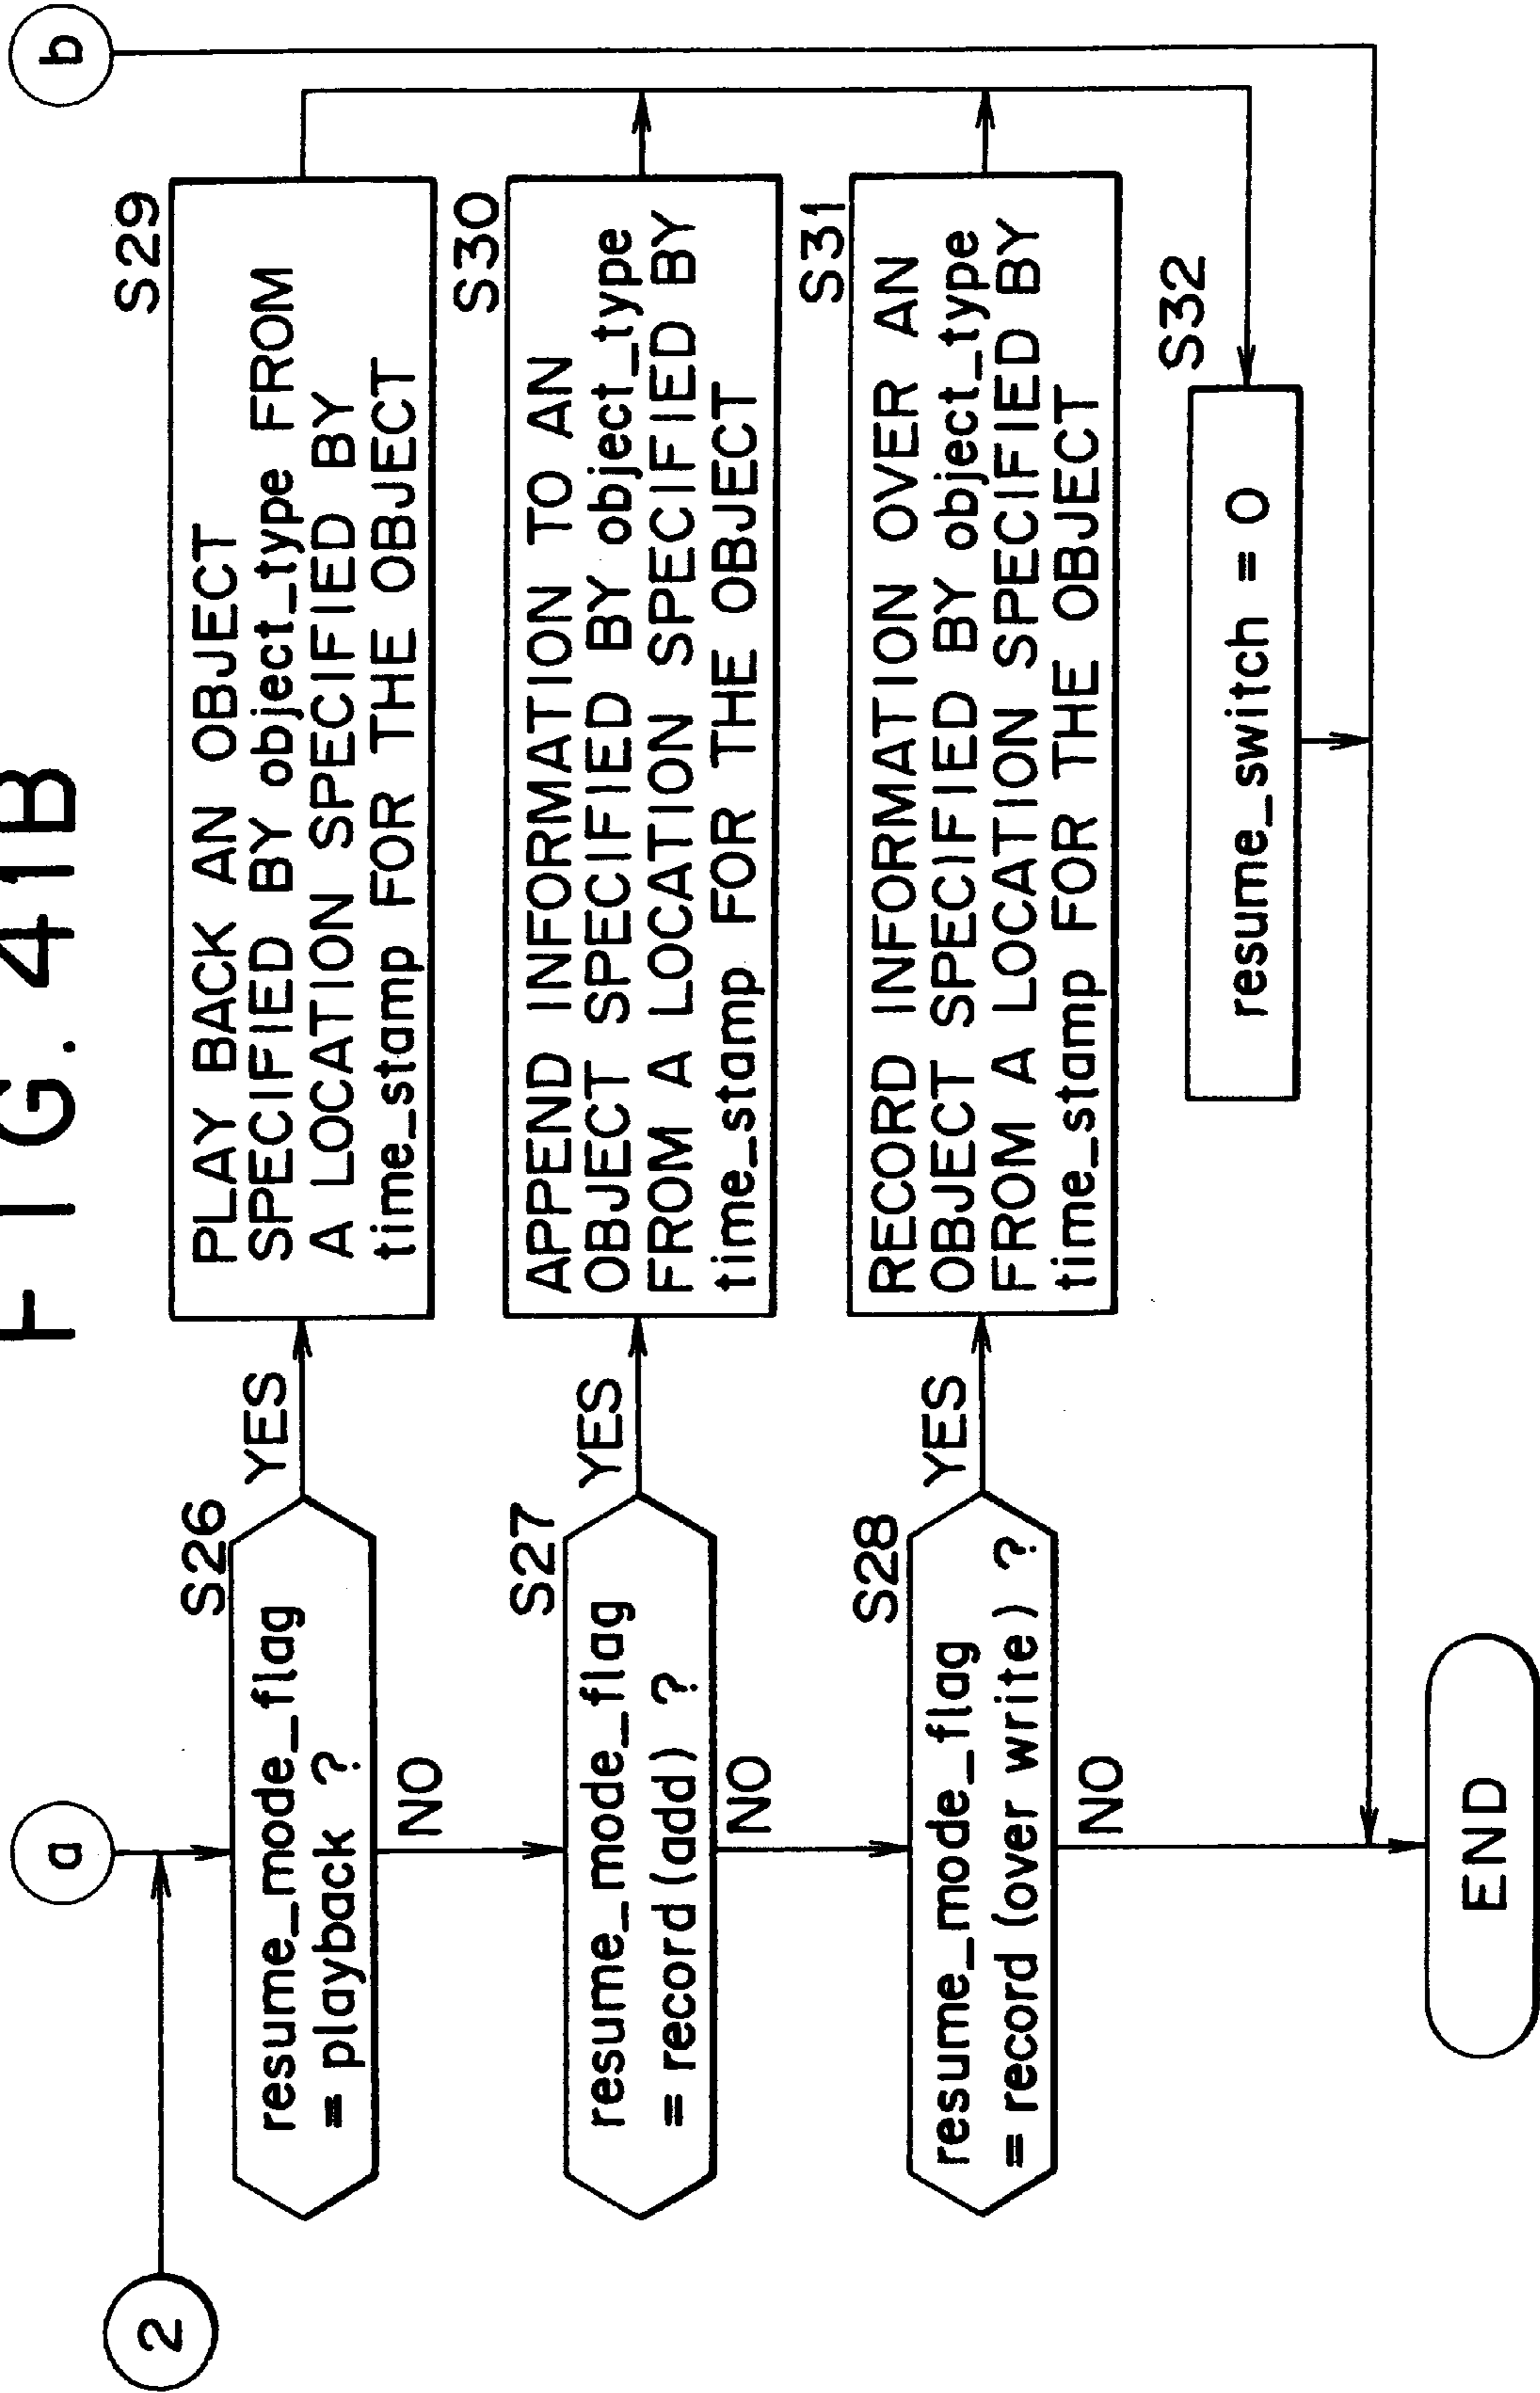 FIG. 41B
a
b
2
S26
resume_mode_flag
= playback ?
YES
NO
S29
PLAY BACK AN OBJECT
SPECIFIED BY object_type FROM
A LOCATION SPECIFIED BY
time_stamp FOR THE OBJECT
S27
resume_mode_flag
= record (add) ?
YES
NO
S30
APPEND INFORMATION TO AN
OBJECT SPECIFIED BY object_type
FROM A LOCATION SPECIFIED BY
time_stamp FOR THE OBJECT
S28
resume_mode_flag
= record (over write) ?
YES
NO
S31
RECORD INFORMATION OVER AN
OBJECT SPECIFIED BY object_type
FROM A LOCATION SPECIFIED BY
time_stamp FOR THE OBJECT
S32
resume_switch = 0
END